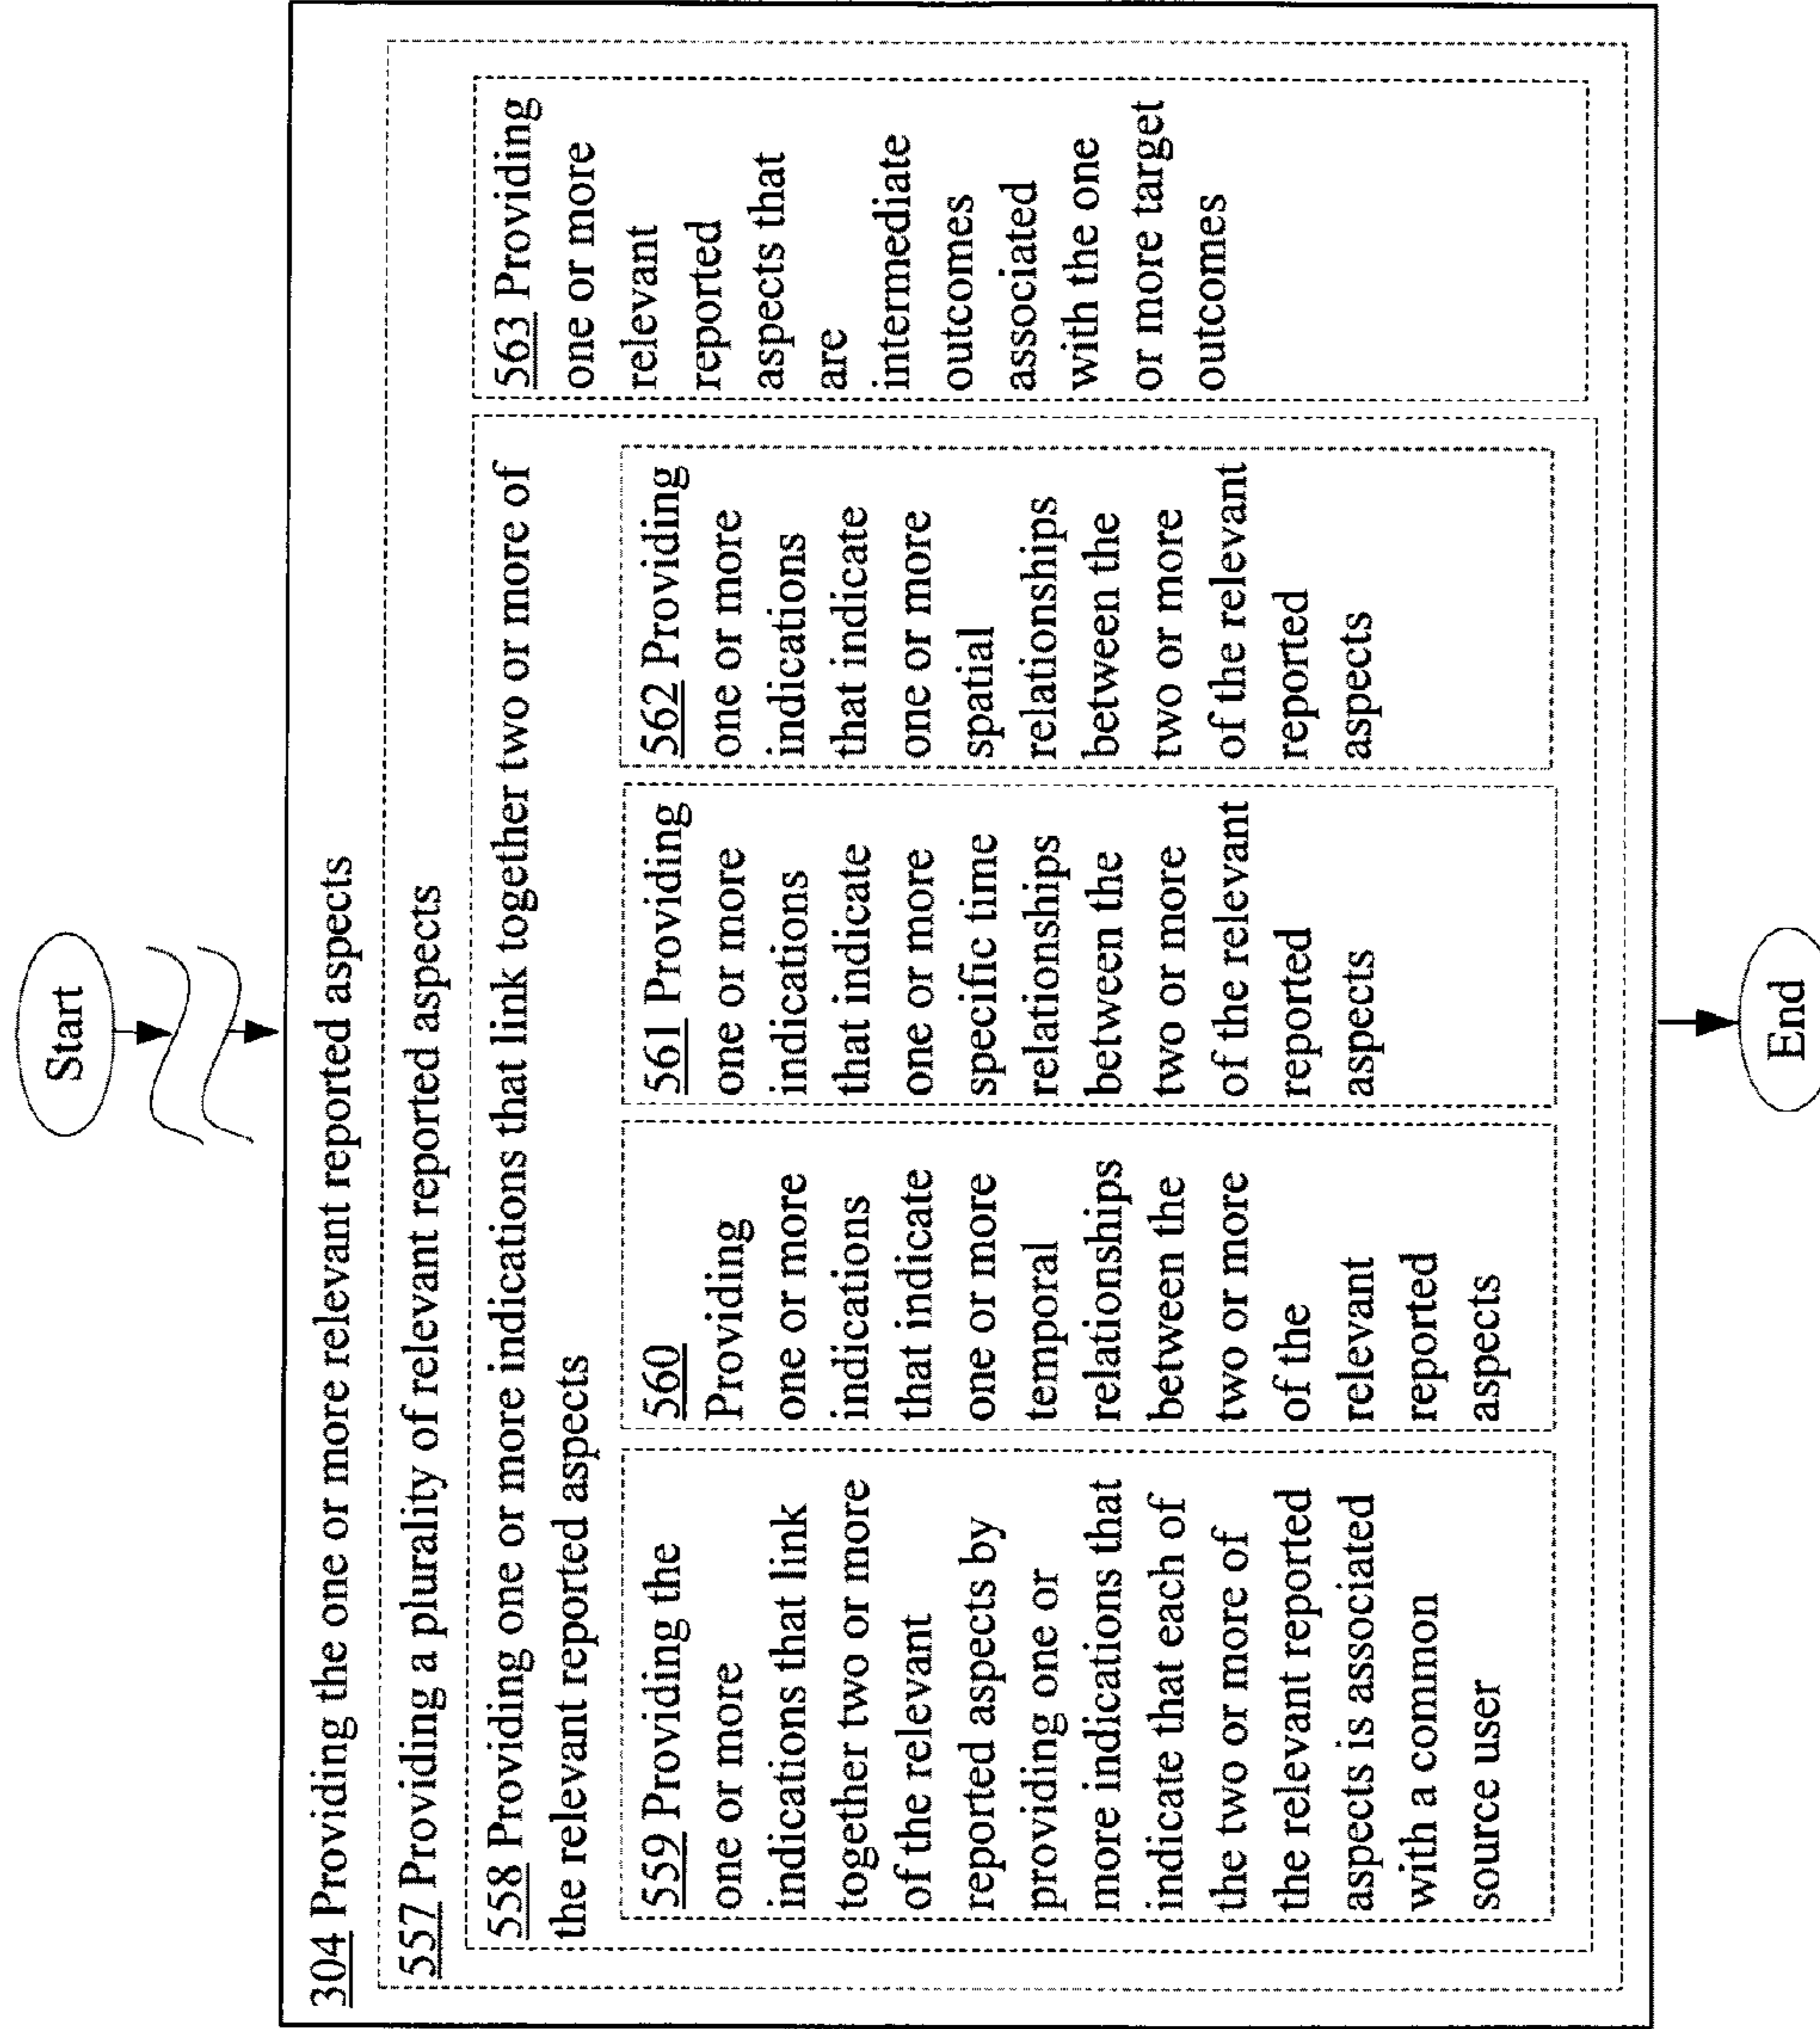 Start
304 Providing the one or more relevant reported aspects
557 Providing a plurality of relevant reported aspects
558 Providing one or more indications that link together two or more of
the relevant reported aspects
559 Providing the
one or more
indications that link
together two or more
of the relevant
reported aspects by
providing one or
more indications that
indicate that each of
the two or more of
the relevant reported
aspects is associated
with a common
source user
560
Providing
one or more
indications
that indicate
one or more
temporal
relationships
between the
two or more
of the
relevant
reported
aspects
561 Providing
one or more
indications
that indicate
one or more
specific time
relationships
between the
two or more
of the relevant
reported
aspects
562 Providing
one or more
indications
that indicate
one or more
spatial
relationships
between the
two or more
of the relevant
reported
aspects
563 Providing
one or more
relevant
reported
aspects that
are
intermediate
outcomes
associated
with the one
or more target
outcomes
End